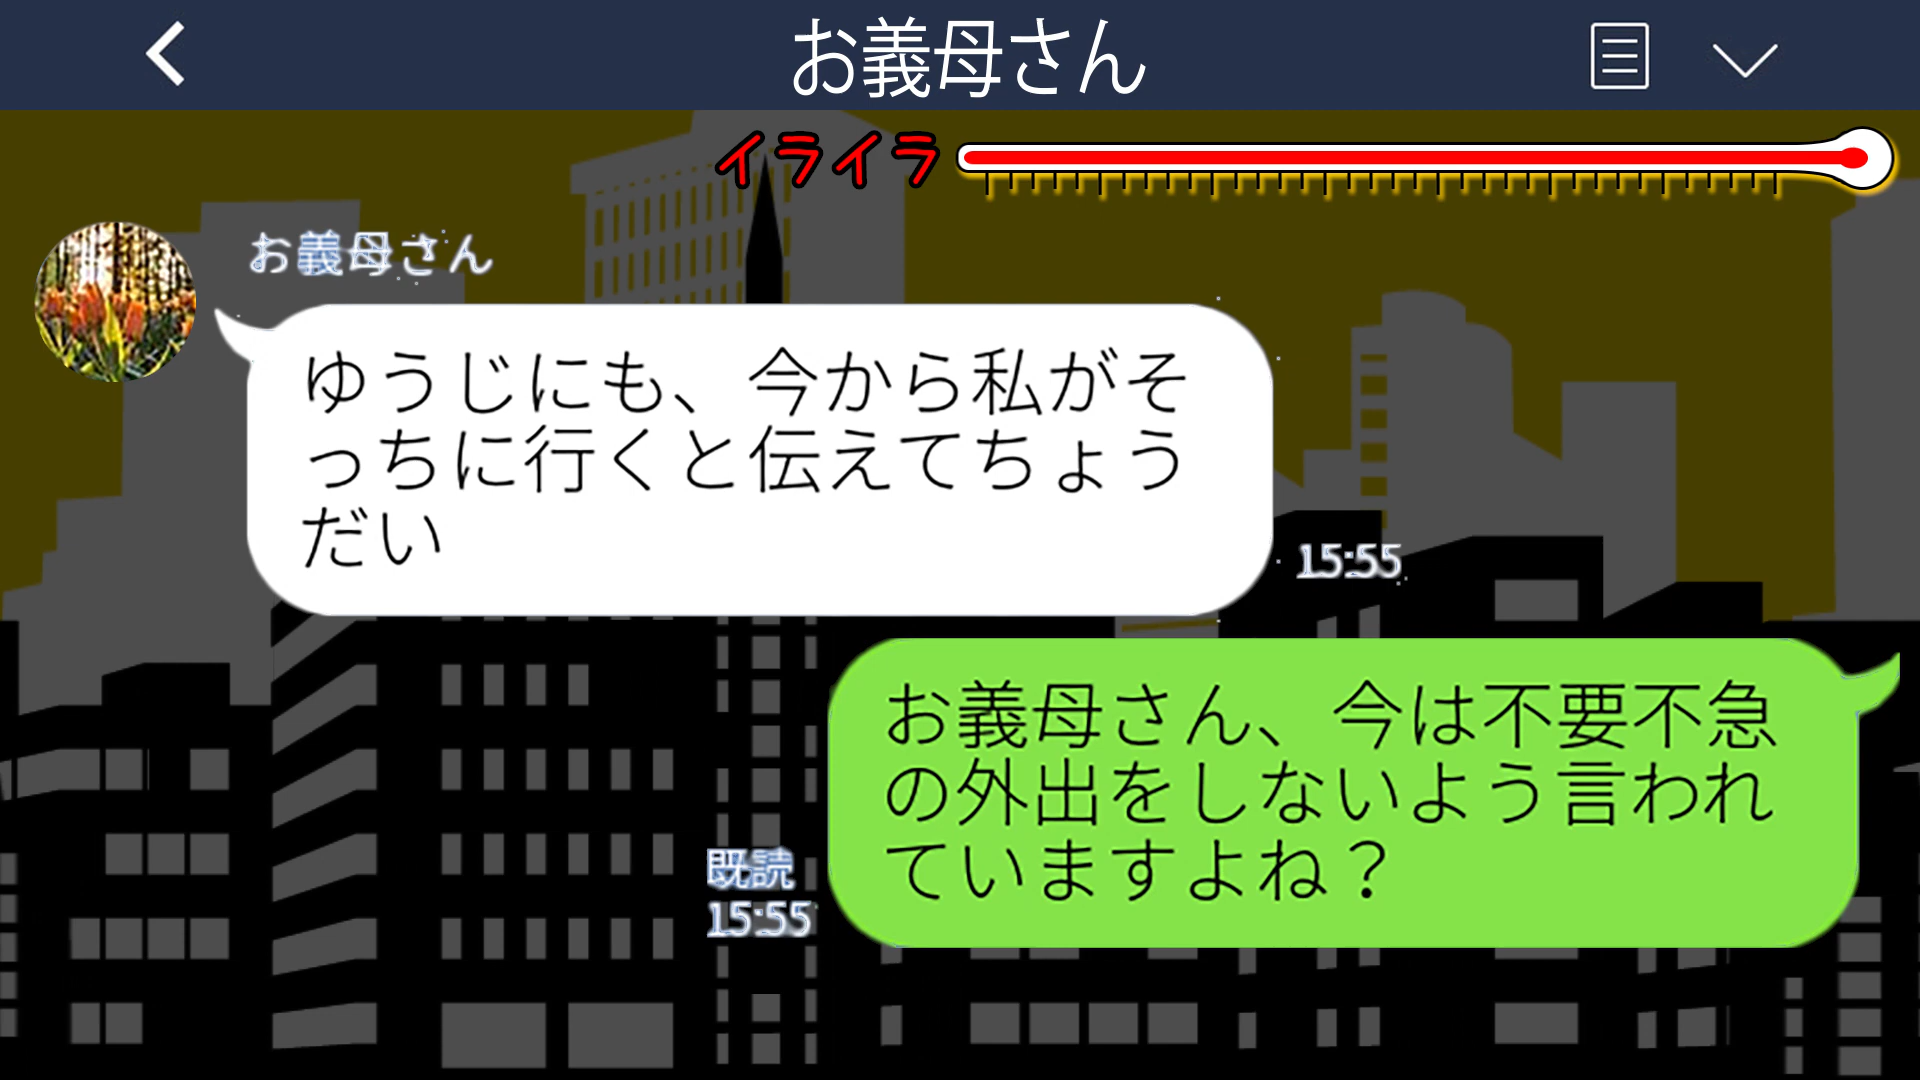 お義母さん
イライラ
お義母さん
ゆうじにも、今から私がそ
っちに行くと伝えてちょう
だい
15:55
お義母さん、今は不要不急
の外出をしないよう言われ
ていますよね？
既読
15:55